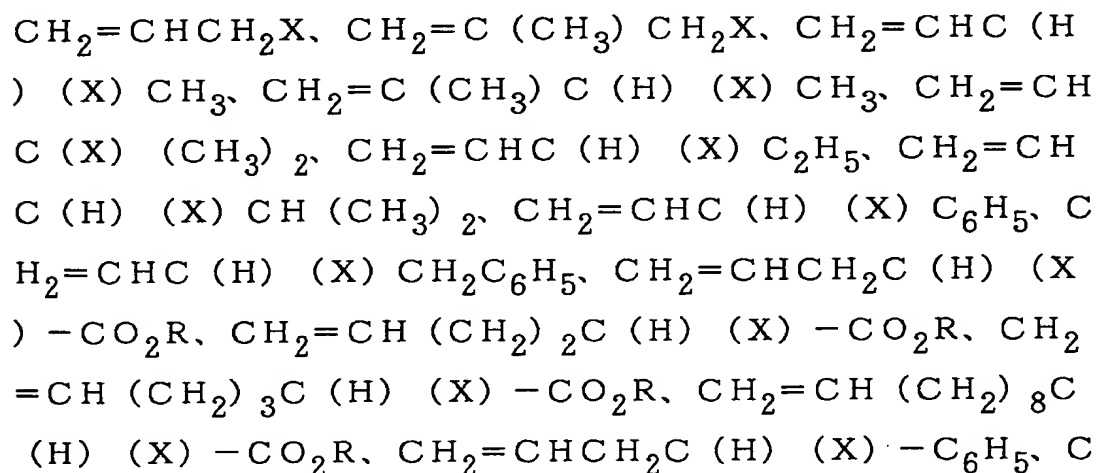 CH₂=CHCH₂X、CH₂=C(CH₃)CH₂X、CH₂=CHC(H
)(X)CH₃、CH₂=C(CH₃)C(H)(X)CH₃、CH₂=CH
C(X)(CH₃)₂、CH₂=CHC(H)(X)C₂H₅、CH₂=CH
C(H)(X)CH(CH₃)₂、CH₂=CHC(H)(X)C₆H₅、C
H₂=CHC(H)(X)CH₂C₆H₅、CH₂=CHCH₂C(H)(X
)-CO₂R、CH₂=CH(CH₂)₂C(H)(X)-CO₂R、CH₂
=CH(CH₂)₃C(H)(X)-CO₂R、CH₂=CH(CH₂)₈C
(H)(X)-CO₂R、CH₂=CHCH₂C(H)(X)-C₆H₅、C